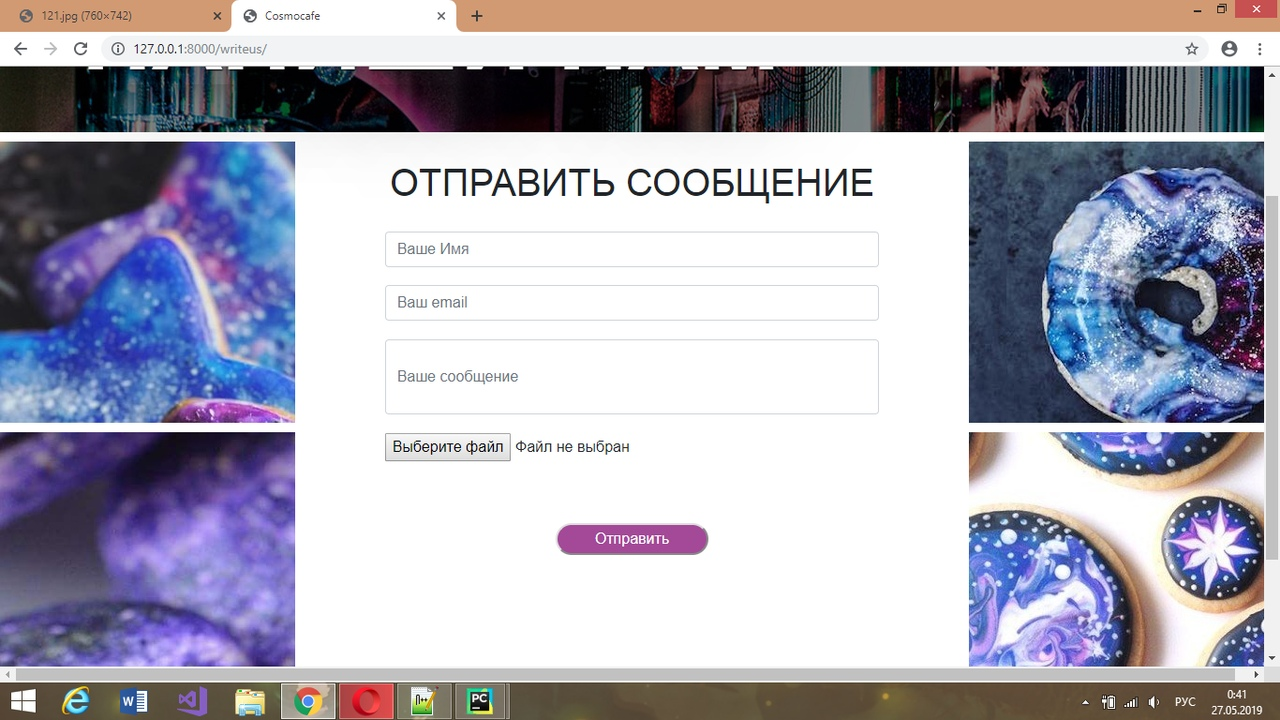 121.jpg (760×742)
Cosmocafe
127.0.0.1:8000/writeus/
ОТПРАВИТЬ СООБЩЕНИЕ
Ваше Имя
Ваш email
Ваше сообщение
Выберите файл Файл не выбран
Отправить
РУС
0:41
27.05.2019